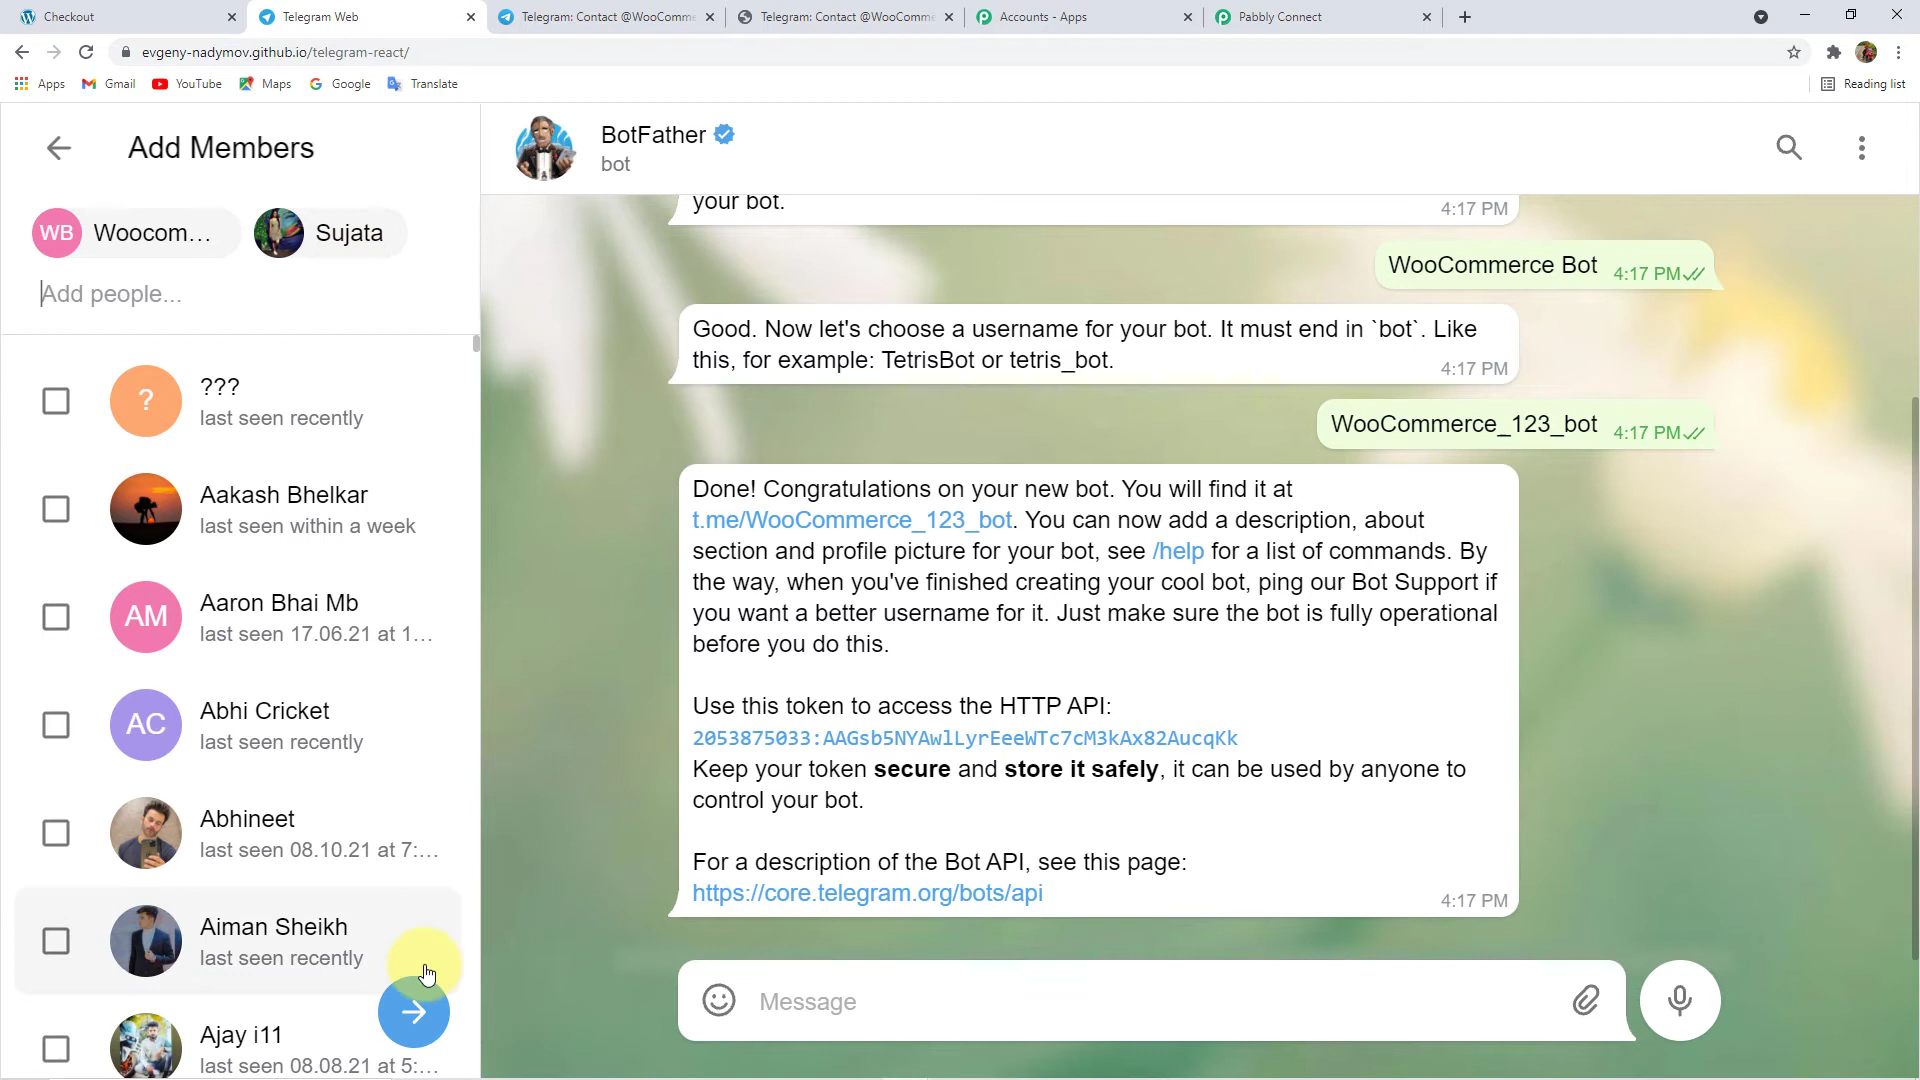 Checkout
Telegram Web
Telegram: Contact @WooComme
Telegram: Contact @WooComme
Accounts - Apps
Pabbly Connect
evgeny-nadymov.github.io/telegram-react/
Apps
Gmail
YouTube
Maps
Google
Translate
Reading list
Add Members
WB
Woocom...
Sujata
Add people...
?
???
last seen recently
Aakash Bhelkar
last seen within a week
AM
Aaron Bhai Mb
last seen 17.06.21 at 1...
AC
Abhi Cricket
last seen recently
Abhineet
last seen 08.10.21 at 7:...
Aiman Sheikh
last seen recently
Ajay i11
last seen 08.08.21 at 5:...
BotFather
bot
your bot.
4:17 PM
WooCommerce Bot
4:17 PM
Good. Now let's choose a username for your bot. It must end in `bot`. Like
this, for example: TetrisBot or tetris_bot.
4:17 PM
WooCommerce_123_bot
4:17 PM
Done! Congratulations on your new bot. You will find it at
t.me/WooCommerce_123_bot. You can now add a description, about
section and profile picture for your bot, see /help for a list of commands. By
the way, when you've finished creating your cool bot, ping our Bot Support if
you want a better username for it. Just make sure the bot is fully operational
before you do this.
Use this token to access the HTTP API:
2053875033:AAGsb5NYAwlLyrEeeWTc7cM3kAx82AucqKk
Keep your token secure and store it safely, it can be used by anyone to
control your bot.
For a description of the Bot API, see this page:
https://core.telegram.org/bots/api
4:17 PM
Message